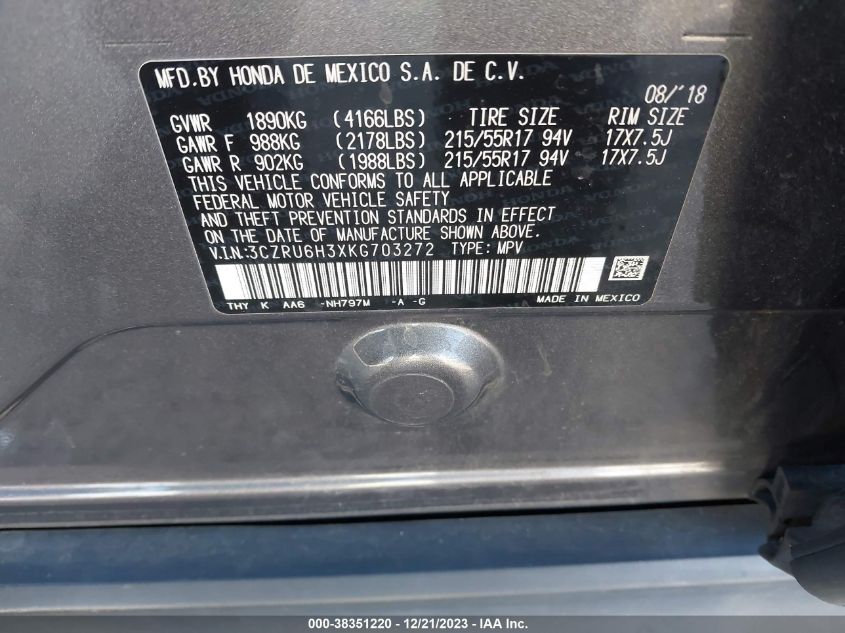 MFD.BY HONDA DE MEXICO S.A. DE C.V.
08/'18
GVWR 1890KG (4166LBS) TIRE SIZE RIM SIZE
GAWR F 988KG (2178LBS) 215/55R17 94V 17X7.5J
GAWR R 902KG (1988LBS) 215/55R17 94V 17X7.5J
THIS VEHICLE CONFORMS TO ALL APPLICABLE
FEDERAL MOTOR VEHICLE SAFETY
AND THEFT PREVENTION STANDARDS IN EFFECT
ON THE DATE OF MANUFACTURE SHOWN ABOVE.
V.I.N:3CZRU6H3XKG703272 TYPE: MPV
THY K AA6 -NH797M -A -G MADE IN MEXICO
000-38351220 - 12/21/2023 - IAA Inc.